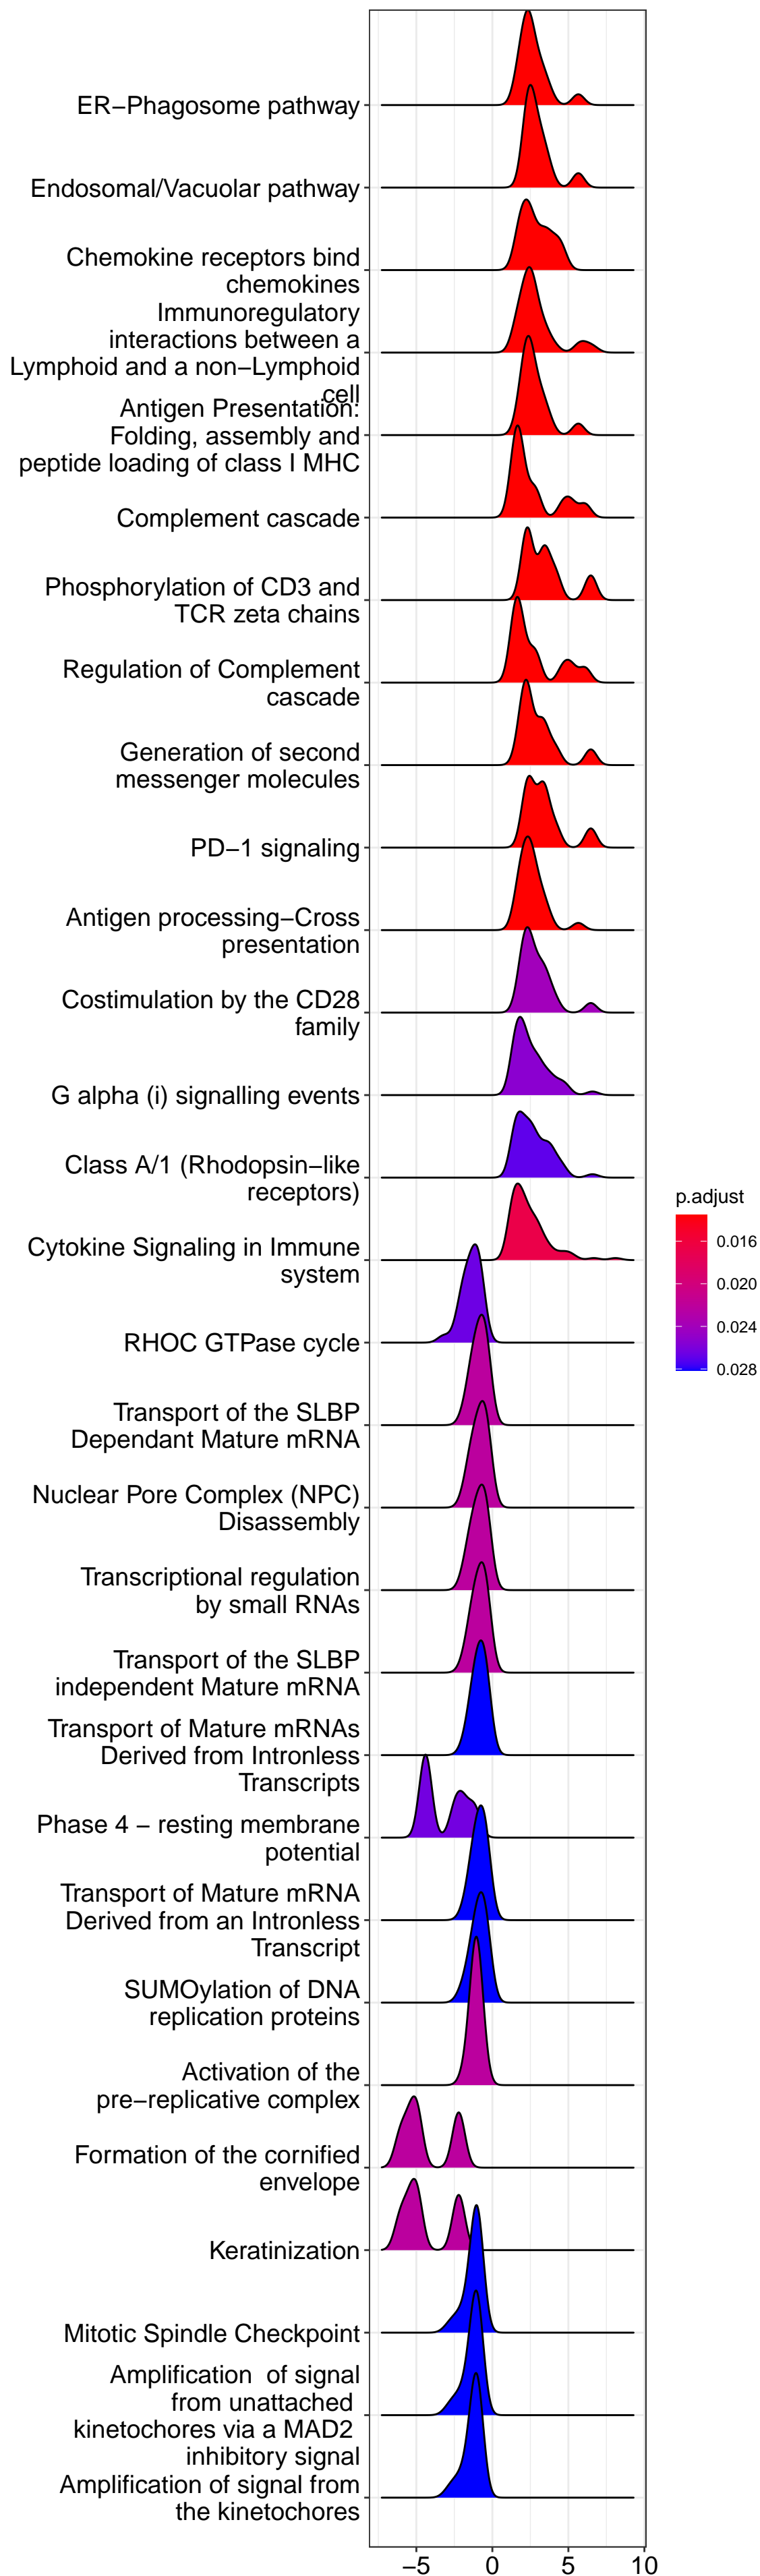 ER−Phagosome pathway
Endosomal/Vacuolar pathway
Chemokine receptors bind
chemokines
Immunoregulatory
interactions between a
Lymphoid and a non−Lymphoid
cell
Antigen Presentation:
Folding, assembly and
peptide loading of class I MHC
Complement cascade
Phosphorylation of CD3 and
TCR zeta chains
Regulation of Complement
cascade
Generation of second
messenger molecules
PD−1 signaling
Antigen processing−Cross
presentation
Costimulation by the CD28
family
G alpha (i) signalling events
Class A/1 (Rhodopsin−like
receptors)
Cytokine Signaling in Immune
system
RHOC GTPase cycle
Transport of the SLBP
Dependant Mature mRNA
Nuclear Pore Complex (NPC)
Disassembly
Transcriptional regulation
by small RNAs
Transport of the SLBP
independent Mature mRNA
Transport of Mature mRNAs
Derived from Intronless
Transcripts
Phase 4 − resting membrane
potential
Transport of Mature mRNA
Derived from an Intronless
Transcript
SUMOylation of DNA
replication proteins
Activation of the
pre−replicative complex
Formation of the cornified
envelope
Keratinization
Mitotic Spindle Checkpoint
Amplification  of signal
from unattached
kinetochores via a MAD2
inhibitory signal
Amplification of signal from
the kinetochores
−5 0 5 10
p.adjust
0.016
0.020
0.024
0.028